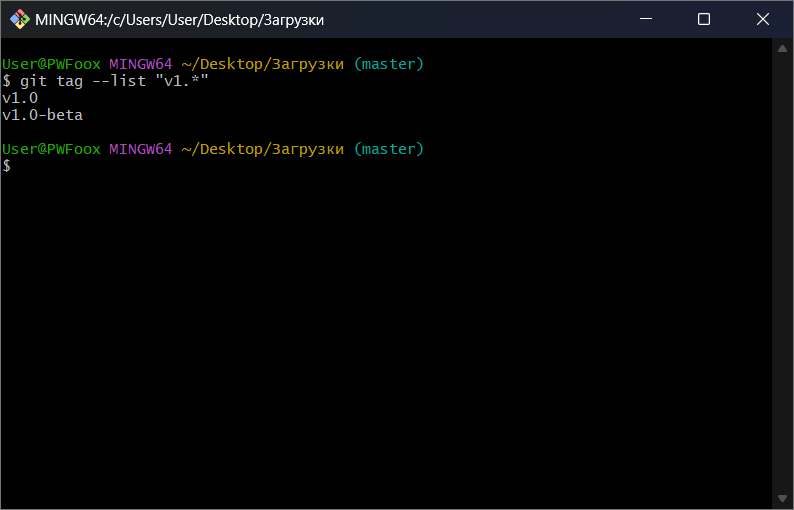 MINGW64:/c/Users/User/Desktop/Загрузки
User@PWFoox MINGW64 ~/Desktop/Загрузки (master)
$ git tag --list "v1.*"
v1.0
v1.0-beta
User@PWFoox MINGW64 ~/Desktop/Загрузки (master)
$